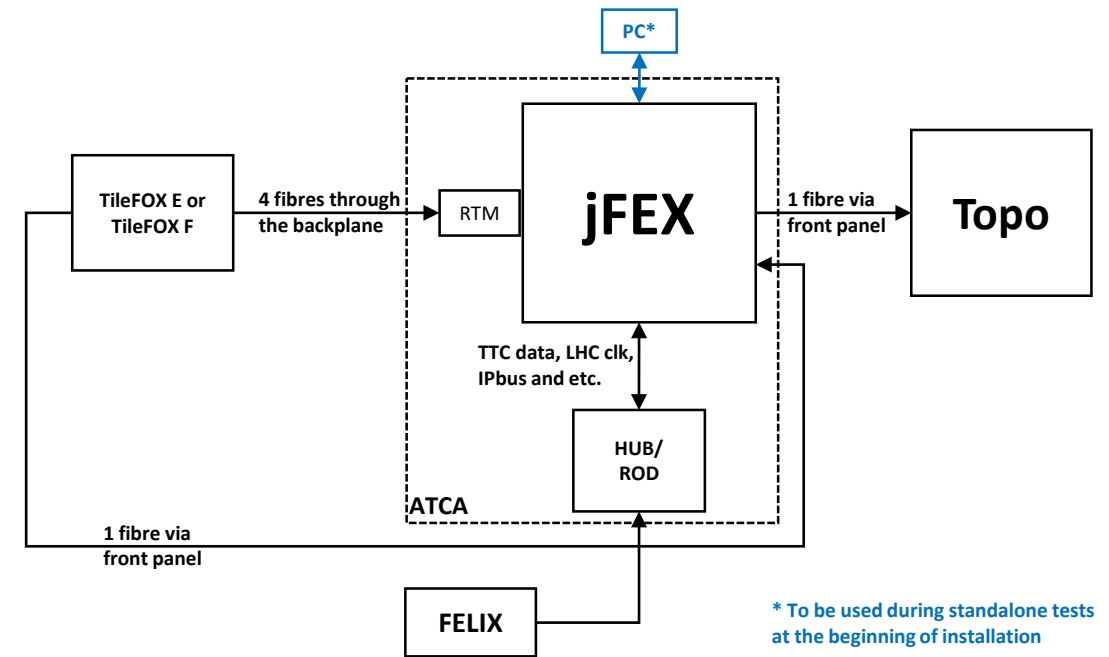 PC*
TileFOX E or
TileFOX F
4 fibres through
the backplane
RTM
jFEX
1 fibre via
front panel
Topo
TTC data, LHC clk,
IPbus and etc.
HUB/
ROD
ATCA
1 fibre via
front panel
FELIX
* To be used during standalone tests
at the beginning of installation